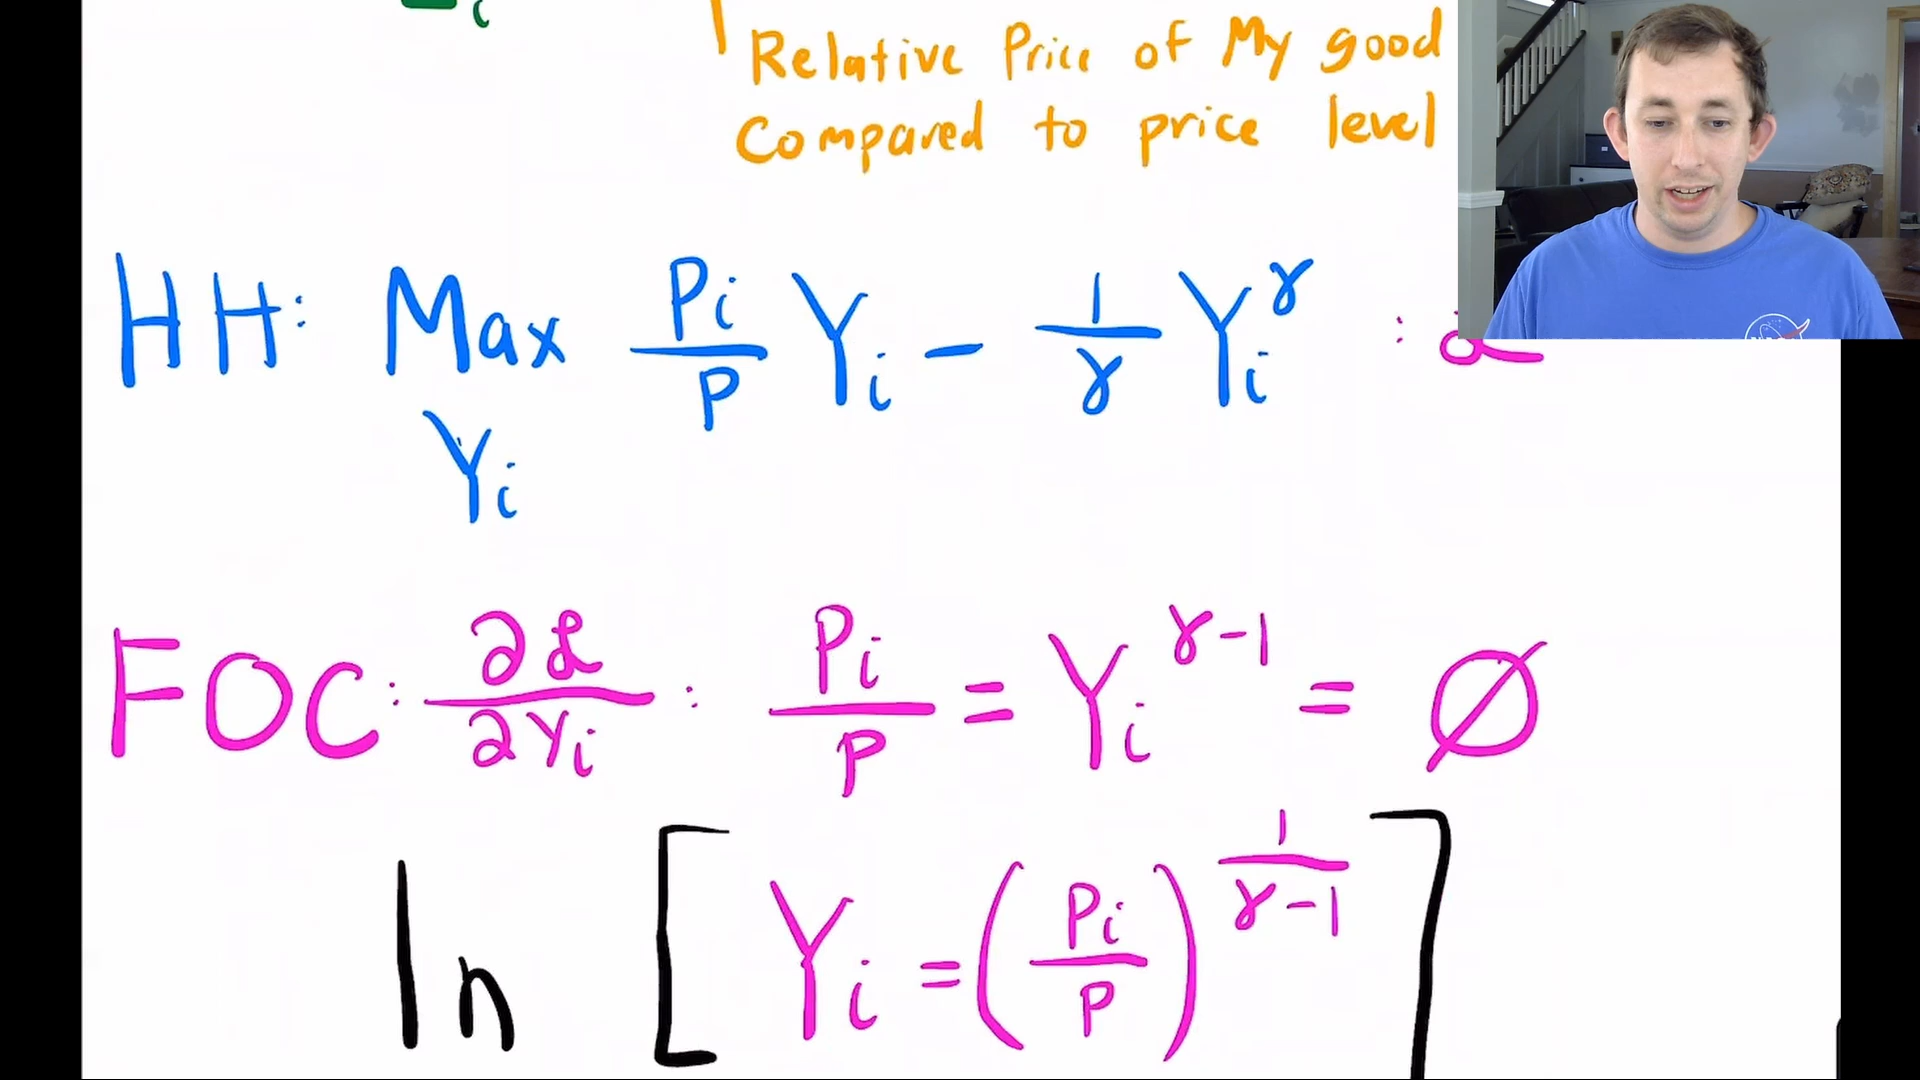 i
Relative Price of My good
Compared to price level
HH: Max Pi/P Yi - 1/γ Yi^γ : ℒ
Yi
FOC: ∂ℒ/∂Yi : Pi/P = Yi^γ-1 = Ø
ln [ Yi = (Pi/P)^1/γ-1 ]